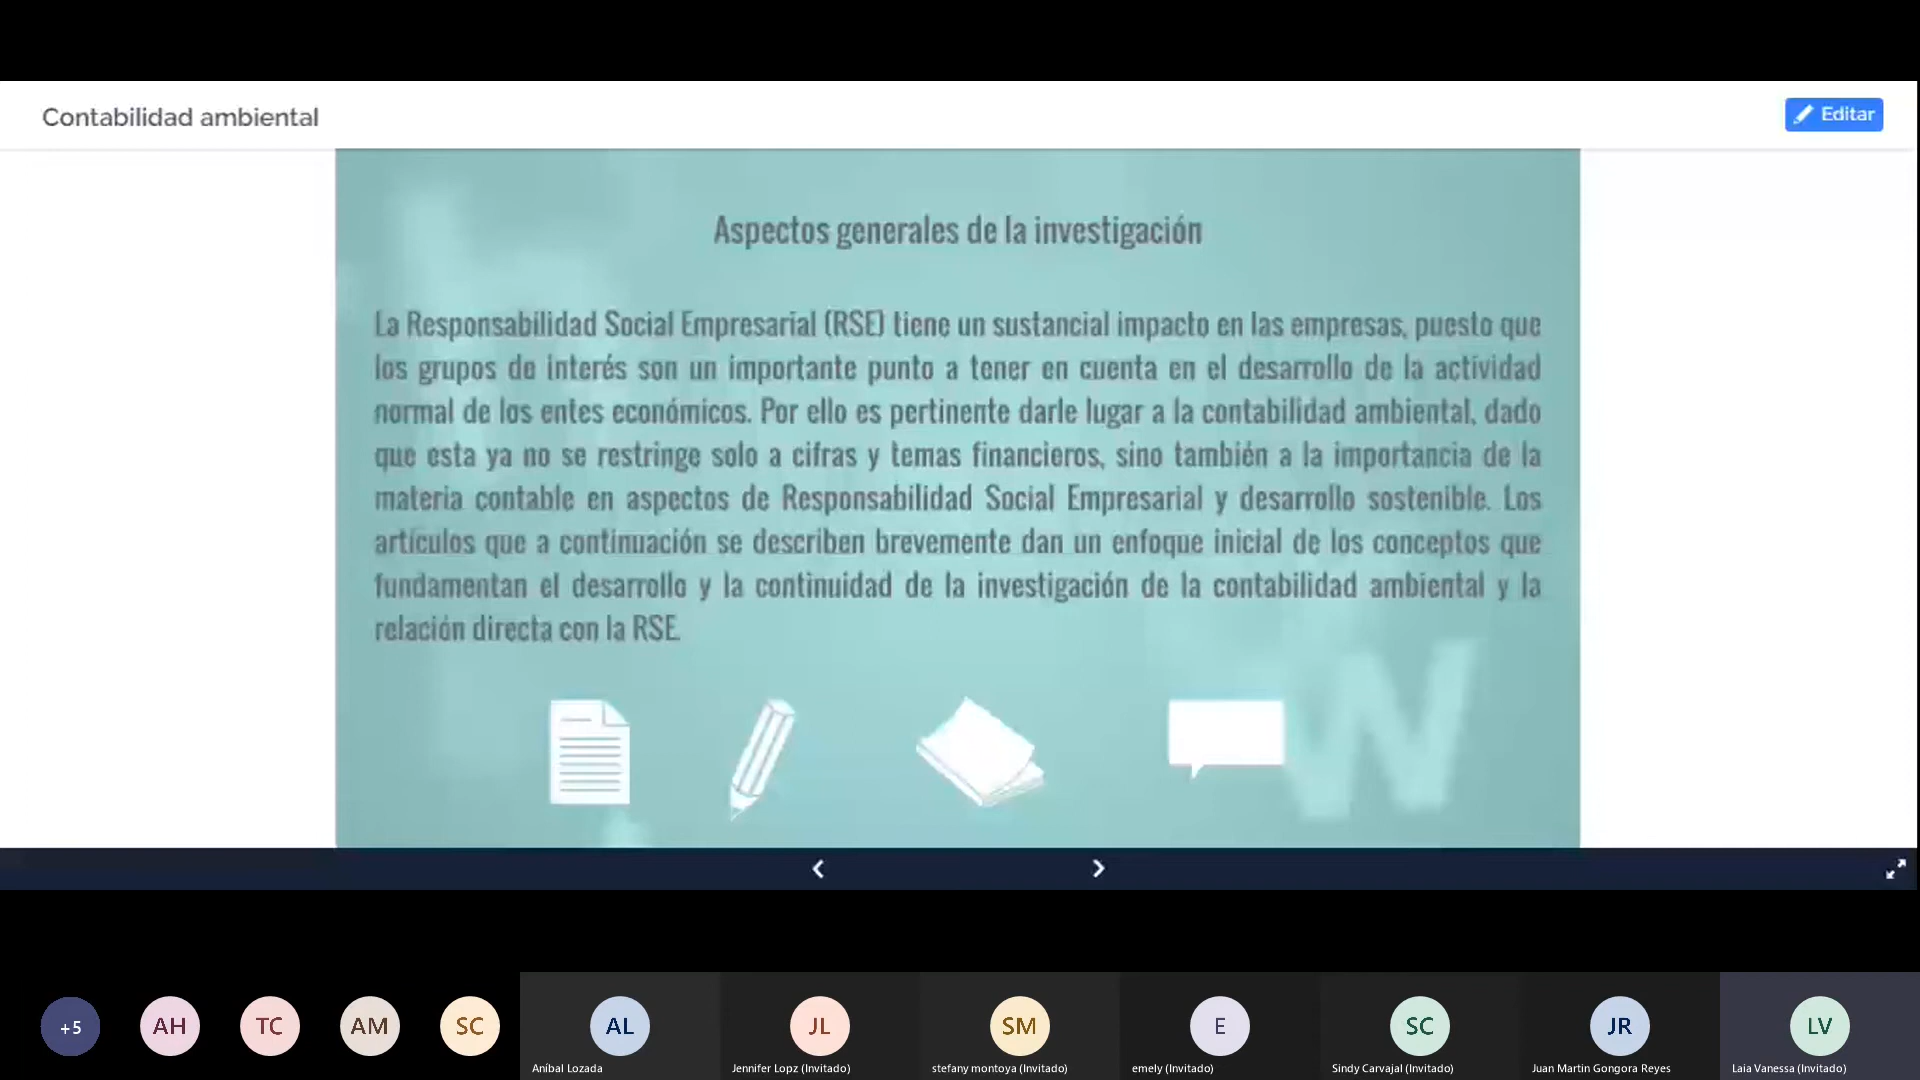 Contabilidad ambiental
Editar
Aspectos generales de la investigación
La Responsabilidad Social Empresarial (RSE) tiene un sustancial impacto en las empresas, puesto que
los grupos de interés son un importante punto a tener en cuenta en el desarrollo de la actividad
normal de los entes económicos. Por ello es pertinente darle lugar a la contabilidad ambiental, dado
que esta ya no se restringe solo a cifras y temas financieros, sino también a la importancia de la
materia contable en aspectos de Responsabilidad Social Empresarial y desarrollo sostenible. Los
artículos que a continuación se describen brevemente dan un enfoque inicial de los conceptos que
fundamentan el desarrollo y la continuidad de la investigación de la contabilidad ambiental y la
relación directa con la RSE.
W
+5 AH TC AM SC AL JL SM E SC JR LV
Aníbal Lozada Jennifer Lopz (Invitado) stefany montoya (Invitado) emely (Invitado) Sindy Carvajal (Invitado) Juan Martin Gongora Reyes Laia Vanessa (Invitado)